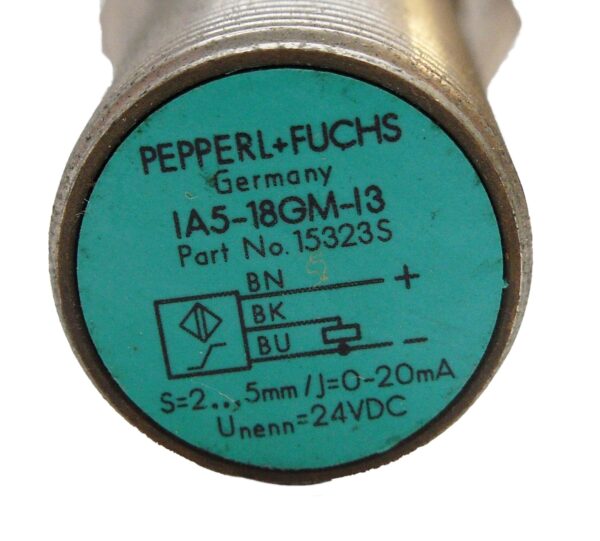 PEPPERL+FUCHS
Germany
IA5-18GM-I3
Part No. 15323S
BN +
BK
BU -
S=2..,5mm/J=0-20mA
Unenn=24VDC